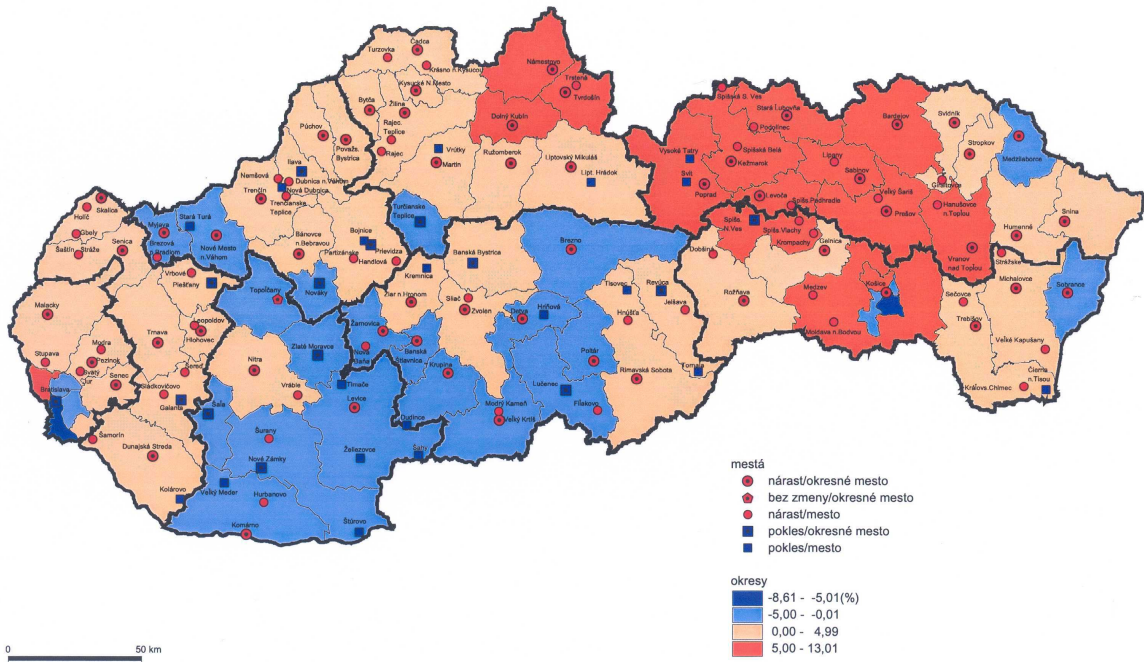 Čadca
Turzovka
Krásno n.Kysucou
Námestovo
Trstená
Tvrdošín
Kysucké N.Mesto
Bytča
Žilina
Dolný Kubín
Rajec.
Teplice
Rajec
Púchov
Považs.
Bystrica
Vrútky
Martin
Ružomberok
Liptovský Mikuláš
Lipt. Hrádok
Spišská S. Ves
Stará Ľubovňa
Podolínec
Bardejov
Svidník
Stropkov
Medzilaborce
Vysoké Tatry
Spišská Belá
Kežmarok
Svit
Poprad
Lipany
Sabinov
Giraltovce
Ilava
Dubnica n.Váhom
Nemšová
Nová Dubnica
Trenčín
Trenčianske
Teplice
Levoča
Spišs.Podhradie
Veľký Šariš
Prešov
Hanušovce
n.Topľou
Snina
Humenné
Skalica
Holíč
Gbely
Šaštín - Stráže
Senica
Myjava
Stará Turá
Brezová
p.Bradlom
Nové Mesto
n.Váhom
Turčianske
Teplice
Spišs.
N.Ves
Spišs. Vlachy
Krompachy
Gelnica
Dobšiná
Vranov
nad Topľou
Strážske
Michalovce
Sobrance
Bánovce
n.Bebravou
Partizánske
Bojnice
Prievidza
Handlová
Banská Bystrica
Brezno
Kremnica
Nováky
Topoľčany
Vrbové
Piešťany
Žiar n.Hronom
Sliač
Zvolen
Tisovec
Revúca
Jelšava
Hnúšťa
Rožňava
Medzev
Košice
Moldava n.Bodvou
Sečovce
Trebišov
Veľké Kapušany
Kráľovs.Chlmec
Čierna
n.Tisou
Malacky
Leopoldov
Hlohovec
Trnava
Zlaté Moravce
Žarnovica
Nová
Baňa
Banská
Štiavnica
Detva
Hriňová
Krupina
Poltár
Rimavská Sobota
Tornaľa
Stupava
Modra
Pezinok
Svätý
Jur
Senec
Bratislava
Sereď
Sládkovičovo
Galanta
Nitra
Vráble
Tlmače
Levice
Lučenec
Fiľakovo
Modrý Kameň
Veľký Krtíš
Dudince
Šahy
Šaľa
Šamorín
Dunajská Streda
Šurany
Nové Zámky
Želiezovce
Kolárovo
Veľký Meder
Hurbanovo
Komárno
Štúrovo
mestá
nárast/okresné mesto
bez zmeny/okresné mesto
nárast/mesto
pokles/okresné mesto
pokles/mesto
okresy
-8,61 - -5,01(%)
-5,00 - -0,01
0,00 - 4,99
5,00 - 13,01
0 50 km